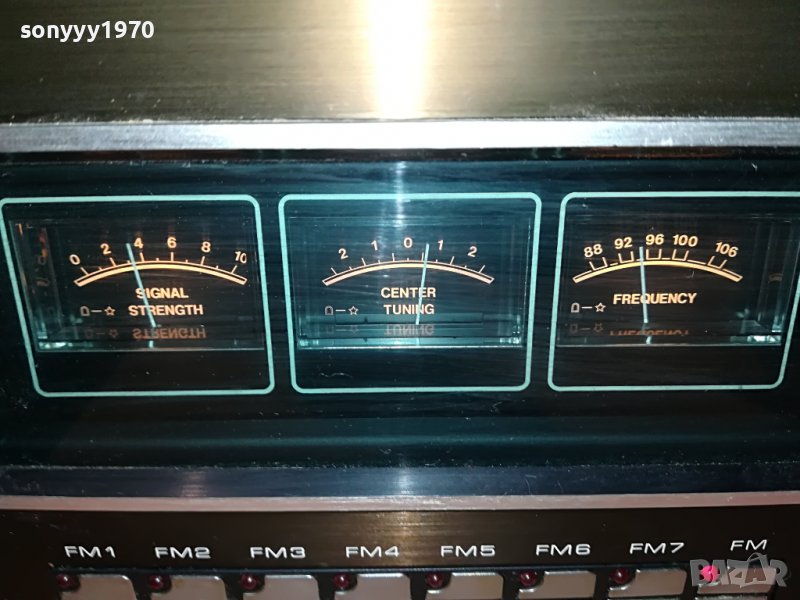 sonyyy1970
0 2 4 6 8 10
SIGNAL
STRENGTH
2 1 0 1 2
CENTER
TUNING
88 92 96 100 106
FREQUENCY
FM1 FM2 FM3 FM4 FM5 FM6 FM7 FM
BAZAR